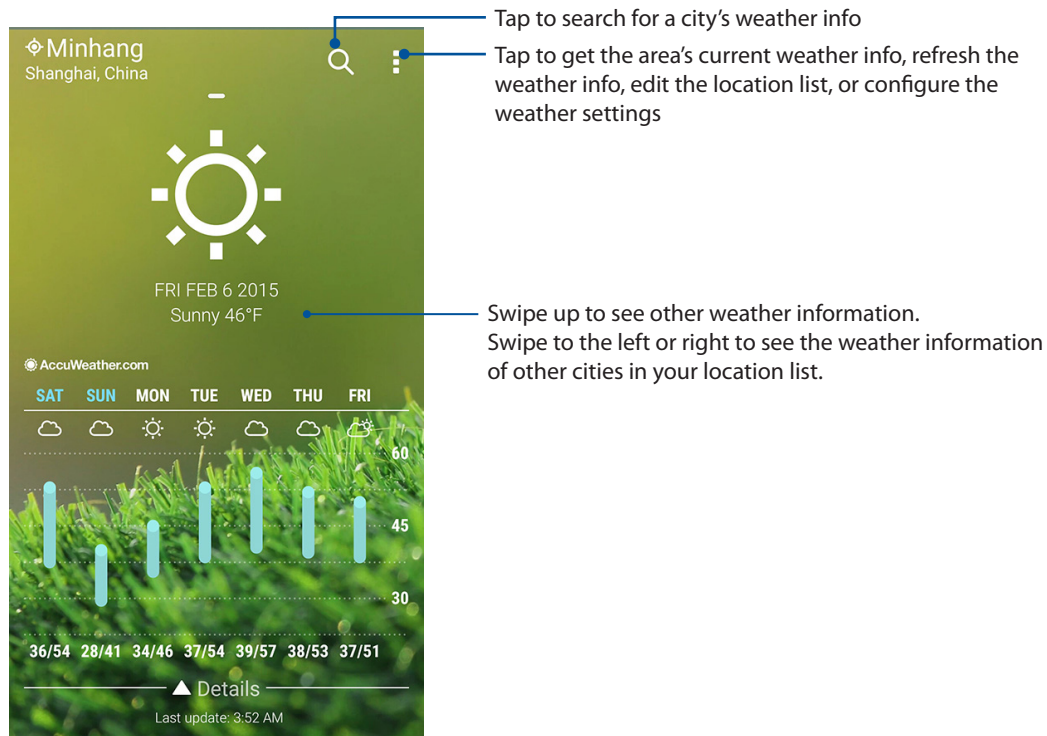 Tap to search for a city's weather info
Tap to get the area's current weather info, refresh the
weather info, edit the location list, or configure the
weather settings
Minhang
Shanghai, China
FRI FEB 6 2015
Sunny 46°F
Swipe up to see other weather information.
Swipe to the left or right to see the weather information
of other cities in your location list.
AccuWeather.com
SAT SUN MON TUE WED THU FRI
60
45
30
36/54 28/41 34/46 37/54 39/57 38/53 37/51
Details
Last update: 3:52 AM